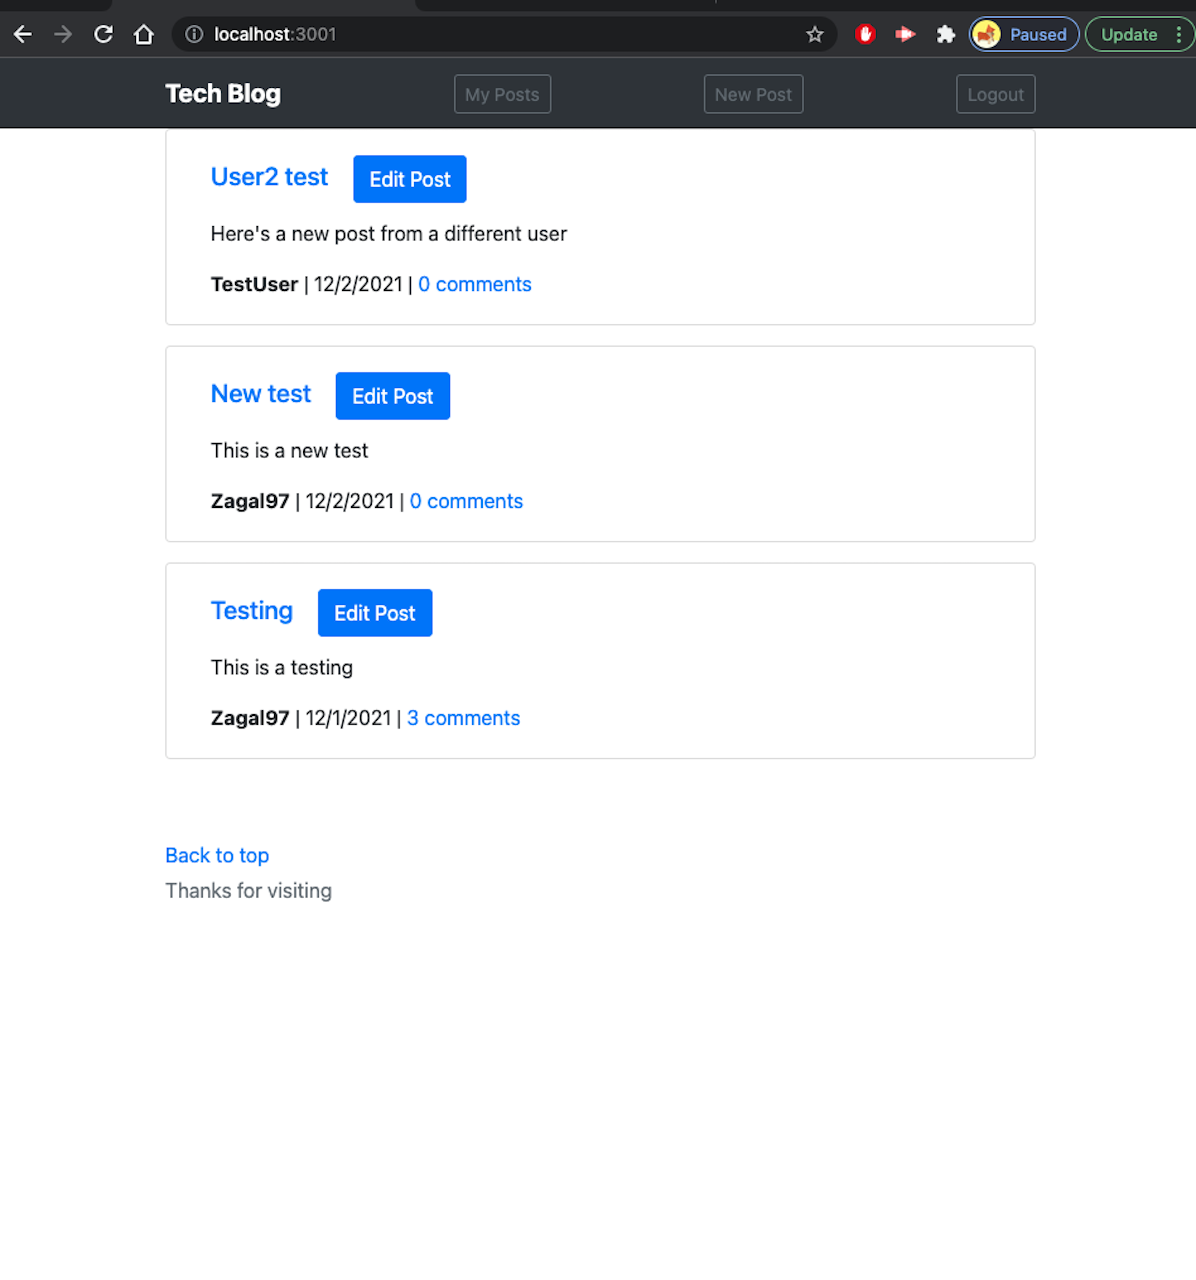 localhost:3001
Paused
Update
Tech Blog
My Posts
New Post
Logout
User2 test
Edit Post
Here's a new post from a different user
TestUser | 12/2/2021 | 0 comments
New test
Edit Post
This is a new test
Zagal97 | 12/2/2021 | 0 comments
Testing
Edit Post
This is a testing
Zagal97 | 12/1/2021 | 3 comments
Back to top
Thanks for visiting